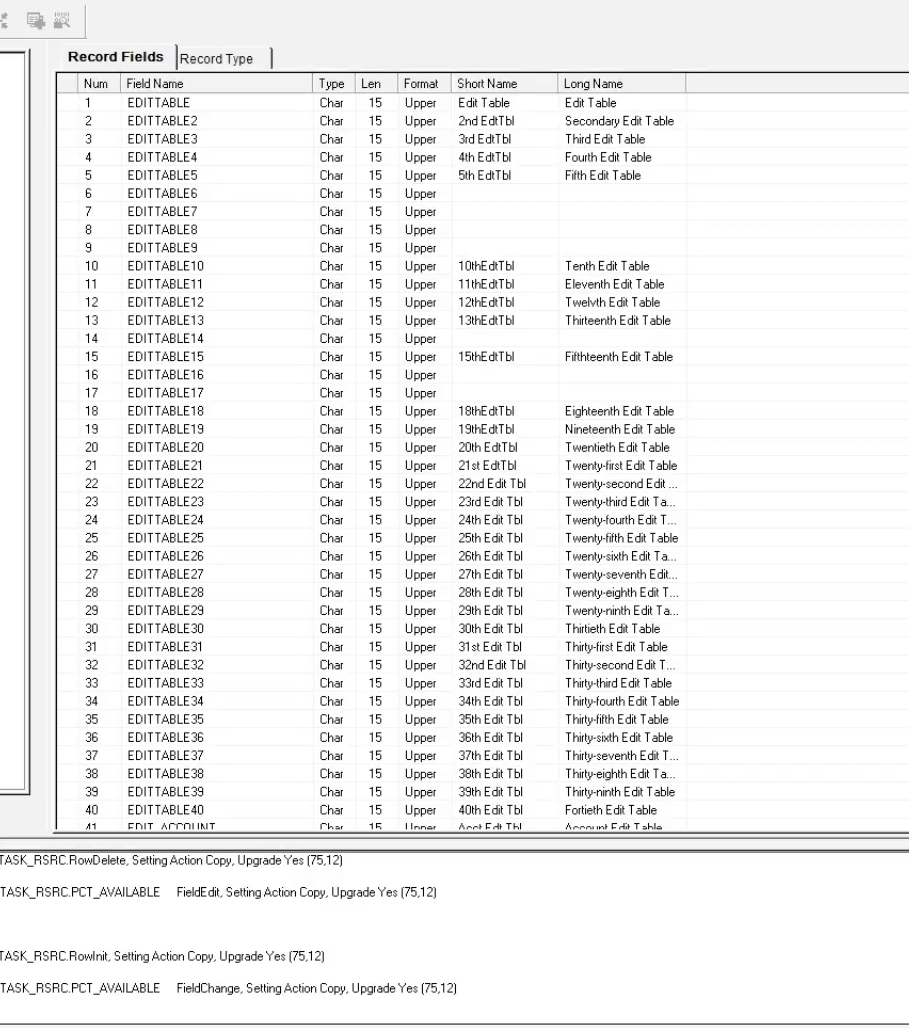 Record Fields Record Type
Num Field Name Type Len Format Short Name Long Name
1 EDITTABLE Char 15 Upper Edit Table Edit Table
2 EDITTABLE2 Char 15 Upper 2nd EdtTbl Secondary Edit Table
3 EDITTABLE3 Char 15 Upper 3rd EdtTbl Third Edit Table
4 EDITTABLE4 Char 15 Upper 4th EdtTbl Fourth Edit Table
5 EDITTABLE5 Char 15 Upper 5th EdtTbl Fifth Edit Table
6 EDITTABLE6 Char 15 Upper
7 EDITTABLE7 Char 15 Upper
8 EDITTABLE8 Char 15 Upper
9 EDITTABLE9 Char 15 Upper
10 EDITTABLE10 Char 15 Upper 10thEdtTbl Tenth Edit Table
11 EDITTABLE11 Char 15 Upper 11thEdtTbl Eleventh Edit Table
12 EDITTABLE12 Char 15 Upper 12thEdtTbl Twelvth Edit Table
13 EDITTABLE13 Char 15 Upper 13thEdtTbl Thirteenth Edit Table
14 EDITTABLE14 Char 15 Upper
15 EDITTABLE15 Char 15 Upper 15thEdtTbl Fifthteenth Edit Table
16 EDITTABLE16 Char 15 Upper
17 EDITTABLE17 Char 15 Upper
18 EDITTABLE18 Char 15 Upper 18thEdtTbl Eighteenth Edit Table
19 EDITTABLE19 Char 15 Upper 19thEdtTbl Nineteenth Edit Table
20 EDITTABLE20 Char 15 Upper 20th EdtTbl Twentieth Edit Table
21 EDITTABLE21 Char 15 Upper 21st EdtTbl Twenty-first Edit Table
22 EDITTABLE22 Char 15 Upper 22nd Edit Tbl Twenty-second Edit ...
23 EDITTABLE23 Char 15 Upper 23rd Edit Tbl Twenty-third Edit Ta...
24 EDITTABLE24 Char 15 Upper 24th Edit Tbl Twenty-fourth Edit T...
25 EDITTABLE25 Char 15 Upper 25th Edit Tbl Twenty-fifth Edit Table
26 EDITTABLE26 Char 15 Upper 26th Edit Tbl Twenty-sixth Edit Ta...
27 EDITTABLE27 Char 15 Upper 27th Edit Tbl Twenty-seventh Edit...
28 EDITTABLE28 Char 15 Upper 28th Edit Tbl Twenty-eighth Edit T...
29 EDITTABLE29 Char 15 Upper 29th Edit Tbl Twenty-ninth Edit Ta...
30 EDITTABLE30 Char 15 Upper 30th Edit Tbl Thirtieth Edit Table
31 EDITTABLE31 Char 15 Upper 31st Edit Tbl Thirty-first Edit Table
32 EDITTABLE32 Char 15 Upper 32nd Edit Tbl Thirty-second Edit T...
33 EDITTABLE33 Char 15 Upper 33rd Edit Tbl Thirty-third Edit Table
34 EDITTABLE34 Char 15 Upper 34th Edit Tbl Thirty-fourth Edit Table
35 EDITTABLE35 Char 15 Upper 35th Edit Tbl Thirty-fifth Edit Table
36 EDITTABLE36 Char 15 Upper 36th Edit Tbl Thirty-sixth Edit Table
37 EDITTABLE37 Char 15 Upper 37th Edit Tbl Thirty-seventh Edit T...
38 EDITTABLE38 Char 15 Upper 38th Edit Tbl Thirty-eighth Edit Ta...
39 EDITTABLE39 Char 15 Upper 39th Edit Tbl Thirty-ninth Edit Table
40 EDITTABLE40 Char 15 Upper 40th Edit Tbl Fortieth Edit Table
41 EDIT_ACCOUNT Char 15 Upper Acct Edt Tbl Account Edit Table
TASK_RSRC.RowDelete, Setting Action Copy, Upgrade Yes (75,12)
TASK_RSRC.PCT_AVAILABLE FieldEdit, Setting Action Copy, Upgrade Yes (75,12)
TASK_RSRC.RowInit, Setting Action Copy, Upgrade Yes (75,12)
TASK_RSRC.PCT_AVAILABLE FieldChange, Setting Action Copy, Upgrade Yes (75,12)